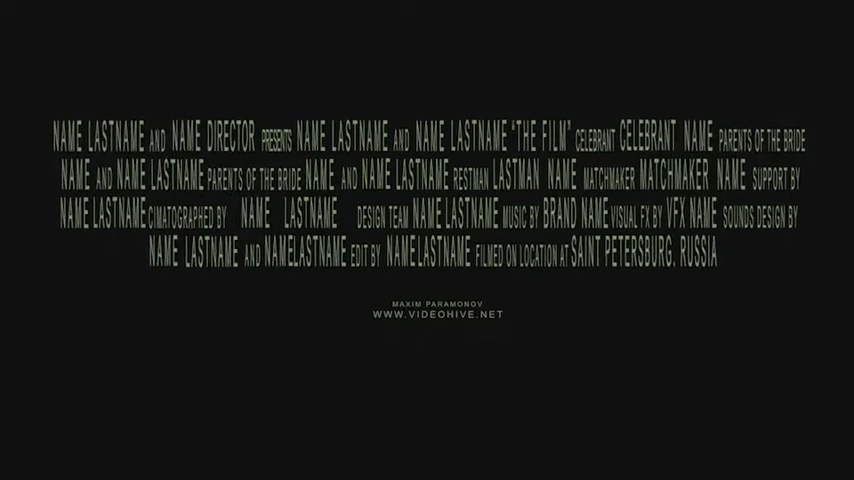 NAME LASTNAME AND NAME DIRECTOR PRESENTS NAME LASTNAME AND NAME LASTNAME "THE FILM" CELEBRANT CELEBRANT NAME PARENTS OF THE BRIDE
NAME AND NAME LASTNAME PARENTS OF THE BRIDE NAME AND NAME LASTNAME RESTMAN LASTMAN NAME MATCHMAKER MATCHMAKER NAME SUPPORT BY
NAME LASTNAME CIMATOGRAPHED BY NAME LASTNAME DESIGN TEAM NAME LASTNAME MUSIC BY BRAND NAME VISUAL FX BY VFX NAME SOUNDS DESIGN BY
NAME LASTNAME AND NAMELASTNAME EDIT BY NAMELASTNAME FILMED ON LOCATION AT SAINT PETERSBURG. RUSSIA
MAXIM PARAMONOV
WWW.VIDEOHIVE.NET